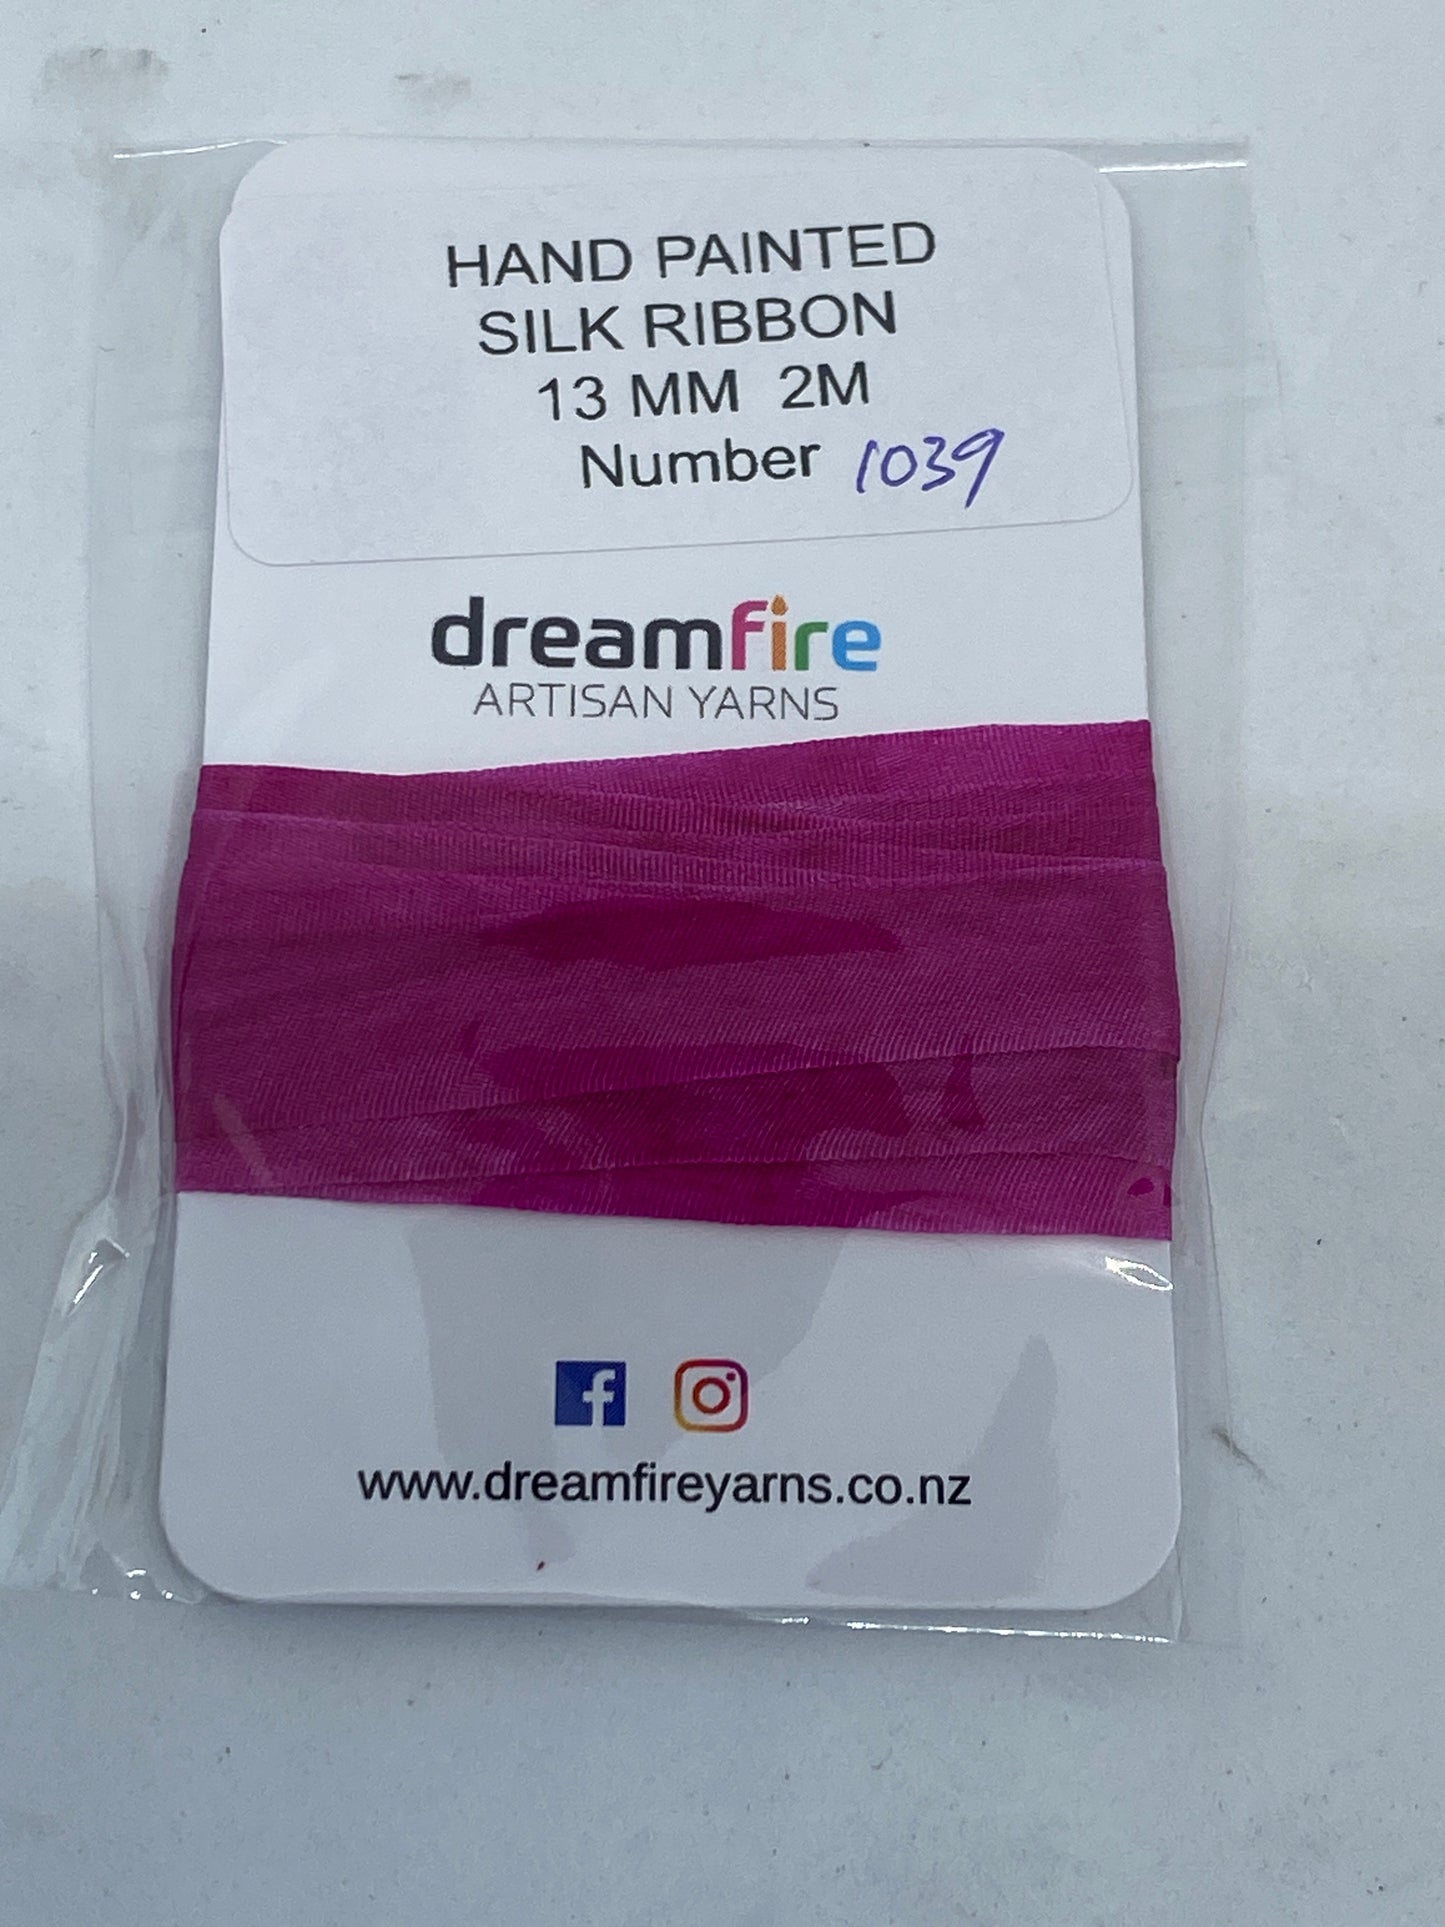 HAND PAINTED
SILK RIBBON
13 MM 2M
Number 1039
dreamfire
ARTISAN YARNS
www.dreamfireyarns.co.nz